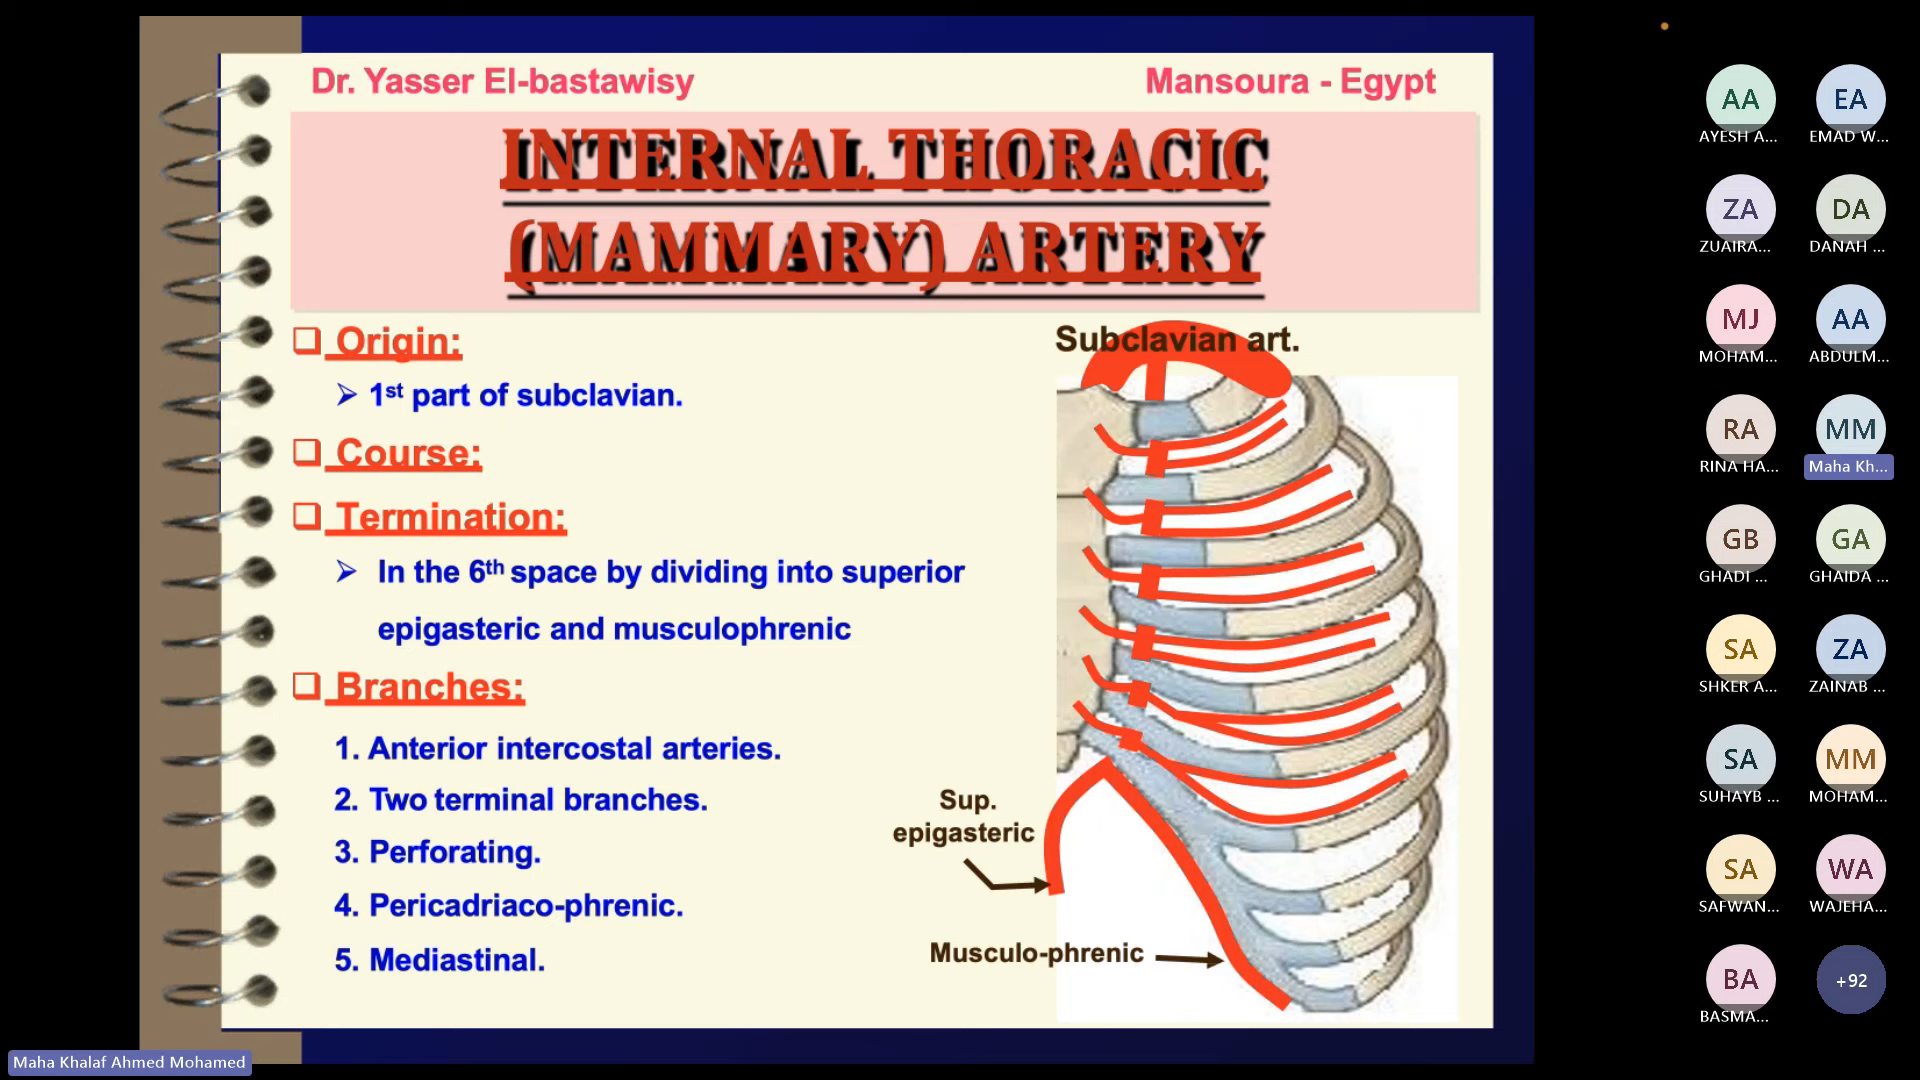 Dr. Yasser El-bastawisy
Mansoura - Egypt
INTERNAL THORACIC
(MAMMARY) ARTERY
❑ Origin:
➢ 1st part of subclavian.
❑ Course:
❑ Termination:
➢ In the 6th space by dividing into superior
epigasteric and musculophrenic
❑ Branches:
1. Anterior intercostal arteries.
2. Two terminal branches.
3. Perforating.
4. Pericadriaco-phrenic.
5. Mediastinal.
Subclavian art.
Sup.
epigasteric
Musculo-phrenic
AA
AYESH A...
EA
EMAD W...
ZA
ZUAIRA...
DA
DANAH ...
MJ
MOHAM...
AA
ABDULM...
RA
RINA HA...
MM
Maha Kh...
GB
GHADI ...
GA
GHAIDA ...
SA
SHKER A...
ZA
ZAINAB ...
SA
SUHAYB ...
MM
MOHAM...
SA
SAFWAN...
WA
WAJEHA...
BA
BASMA...
+92
Maha Khalaf Ahmed Mohamed